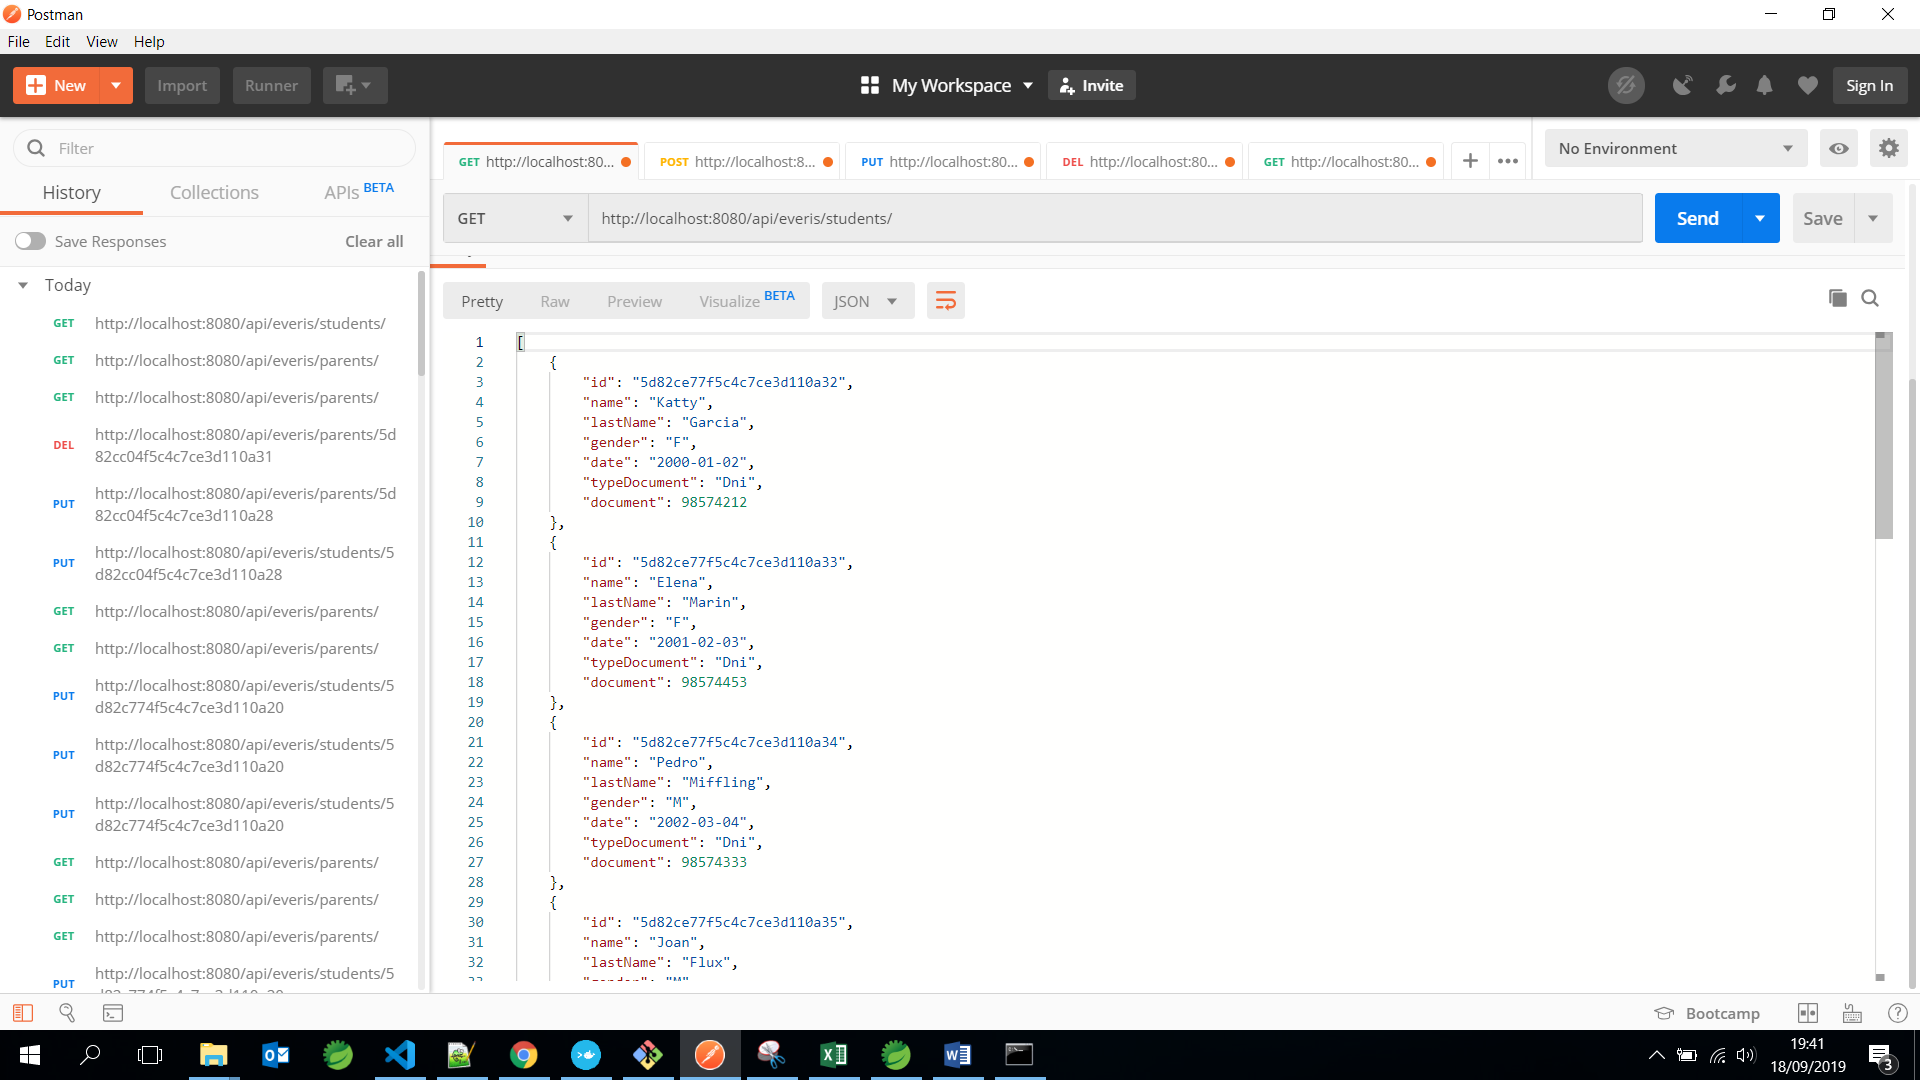 Postman
File Edit View Help
New Import Runner My Workspace Invite Sign In
Filter
History Collections APIs BETA
Save Responses Clear all
Today
GET http://localhost:8080/api/everis/students/
GET http://localhost:8080/api/everis/parents/
GET http://localhost:8080/api/everis/parents/
DEL http://localhost:8080/api/everis/parents/5d
82cc04f5c4c7ce3d110a31
PUT http://localhost:8080/api/everis/parents/5d
82cc04f5c4c7ce3d110a28
PUT http://localhost:8080/api/everis/students/5
d82cc04f5c4c7ce3d110a28
GET http://localhost:8080/api/everis/parents/
GET http://localhost:8080/api/everis/parents/
PUT http://localhost:8080/api/everis/students/5
d82c774f5c4c7ce3d110a20
PUT http://localhost:8080/api/everis/students/5
d82c774f5c4c7ce3d110a20
PUT http://localhost:8080/api/everis/students/5
d82c774f5c4c7ce3d110a20
GET http://localhost:8080/api/everis/parents/
GET http://localhost:8080/api/everis/parents/
GET http://localhost:8080/api/everis/parents/
PUT http://localhost:8080/api/everis/students/5
GET http://localhost:80... POST http://localhost:8... PUT http://localhost:80... DEL http://localhost:80... GET http://localhost:80... No Environment
GET http://localhost:8080/api/everis/students/ Send Save
Pretty Raw Preview Visualize BETA JSON
1 [
2 {
3 "id": "5d82ce77f5c4c7ce3d110a32",
4 "name": "Katty",
5 "lastName": "Garcia",
6 "gender": "F",
7 "date": "2000-01-02",
8 "typeDocument": "Dni",
9 "document": 98574212
10 },
11 {
12 "id": "5d82ce77f5c4c7ce3d110a33",
13 "name": "Elena",
14 "lastName": "Marin",
15 "gender": "F",
16 "date": "2001-02-03",
17 "typeDocument": "Dni",
18 "document": 98574453
19 },
20 {
21 "id": "5d82ce77f5c4c7ce3d110a34",
22 "name": "Pedro",
23 "lastName": "Miffling",
24 "gender": "M",
25 "date": "2002-03-04",
26 "typeDocument": "Dni",
27 "document": 98574333
28 },
29 {
30 "id": "5d82ce77f5c4c7ce3d110a35",
31 "name": "Joan",
32 "lastName": "Flux",
Bootcamp
19:41
18/09/2019
3